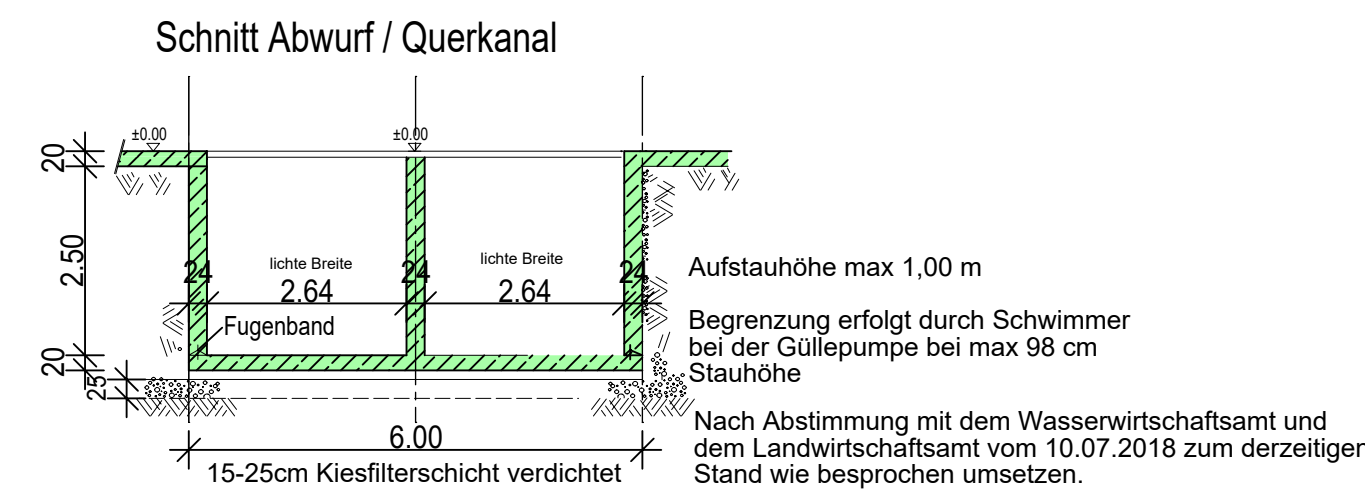 Schnitt Abwurf / Querkanal
±0.00
±0.00
20
2.50
20
25
24
lichte Breite
2.64
24
lichte Breite
2.64
24
Fugenband
Aufstauhöhe max 1,00 m
Begrenzung erfolgt durch Schwimmer
bei der Güllepumpe bei max 98 cm
Stauhöhe
6.00
15-25cm Kiesfilterschicht verdichtet
Nach Abstimmung mit dem Wasserwirtschaftsamt und
dem Landwirtschaftsamt vom 10.07.2018 zum derzeitigen
Stand wie besprochen umsetzen.